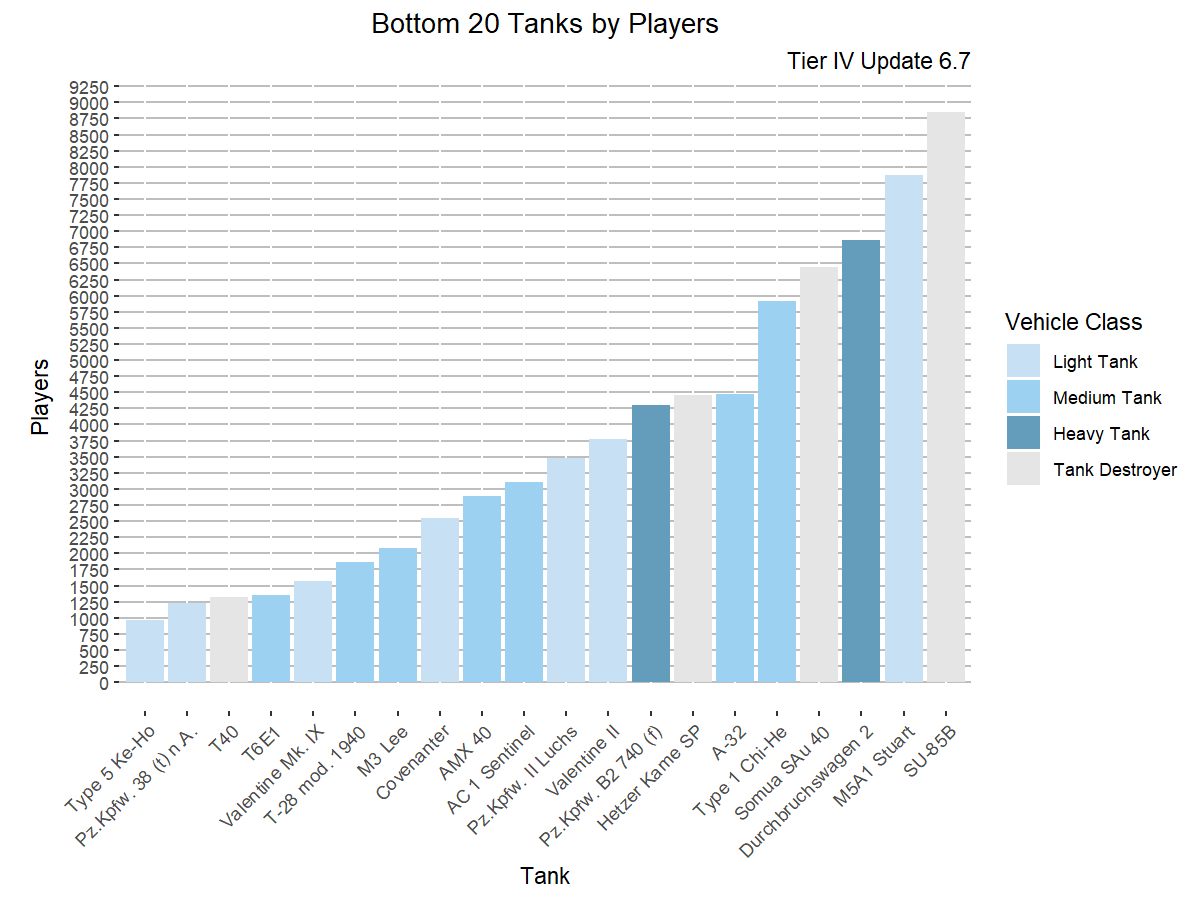 Bottom 20 Tanks by Players
Tier IV Update 6.7
9250
9000
8750
8500
8250
8000
7750
7500
7250
7000
6750
6500
6250
6000
5750
5500
5250
5000
4750
4500
4250
4000
3750
3500
3250
3000
2750
2500
2250
2000
1750
1500
1250
1000
750
500
250
0
Players
Type 5 Ke-Ho
Pz.Kpfw. 38 (t) n.A.
T40
T6E1
Valentine Mk. IX
T-28 mod. 1940
M3 Lee
Covenanter
AMX 40
AC 1 Sentinel
Pz.Kpfw. II Luchs
Valentine II
Pz.Kpfw. B2 740 (f)
Hetzer Kame SP
A-32
Type 1 Chi-He
Somua SAu 40
Durchbruchswagen 2
M5A1 Stuart
SU-85B
Tank
Vehicle Class
Light Tank
Medium Tank
Heavy Tank
Tank Destroyer